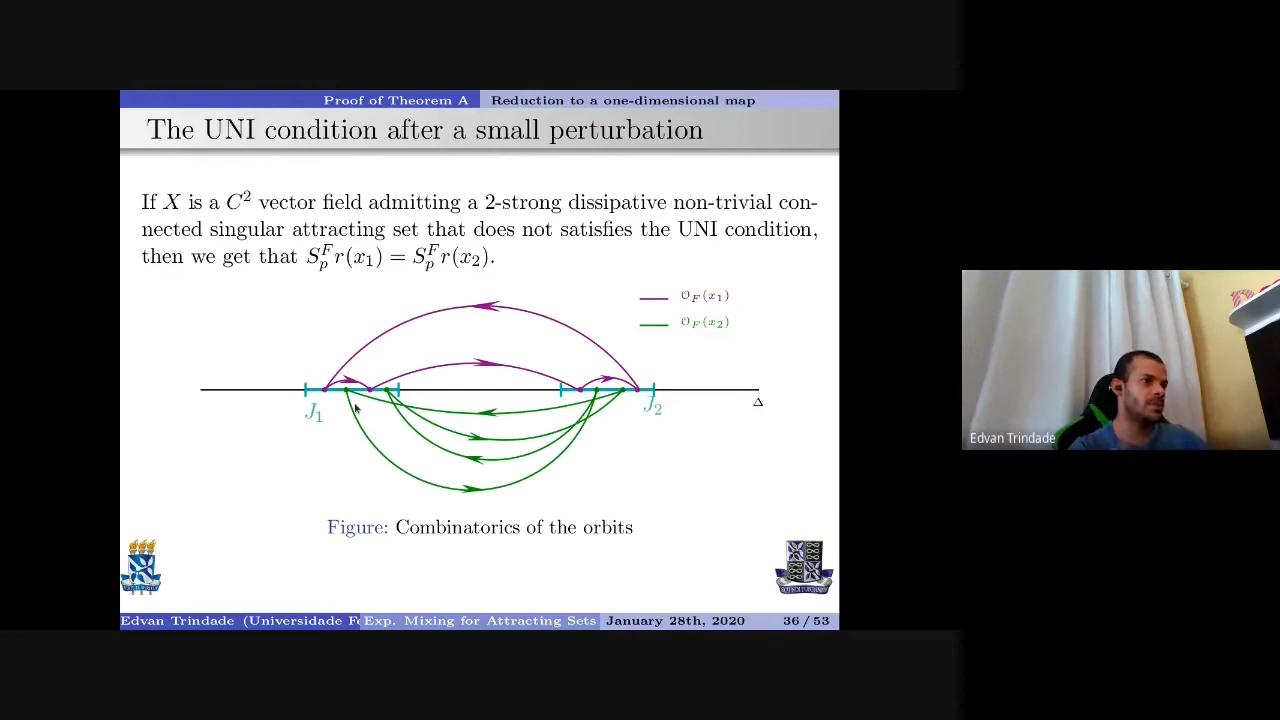 Proof of Theorem A Reduction to a one-dimensional map
The UNI condition after a small perturbation
If X is a C² vector field admitting a 2-strong dissipative non-trivial con-
nected singular attracting set that does not satisfies the UNI condition,
then we get that S_p^F r(x₁) = S_p^F r(x₂).
𝒪_F(x₁)
𝒪_F(x₂)
J₁
J₂
Δ
Figure: Combinatorics of the orbits
Edvan Trindade (Universidade Fe Exp. Mixing for Attracting Sets January 28th, 2020 36 / 53
Edvan Trindade